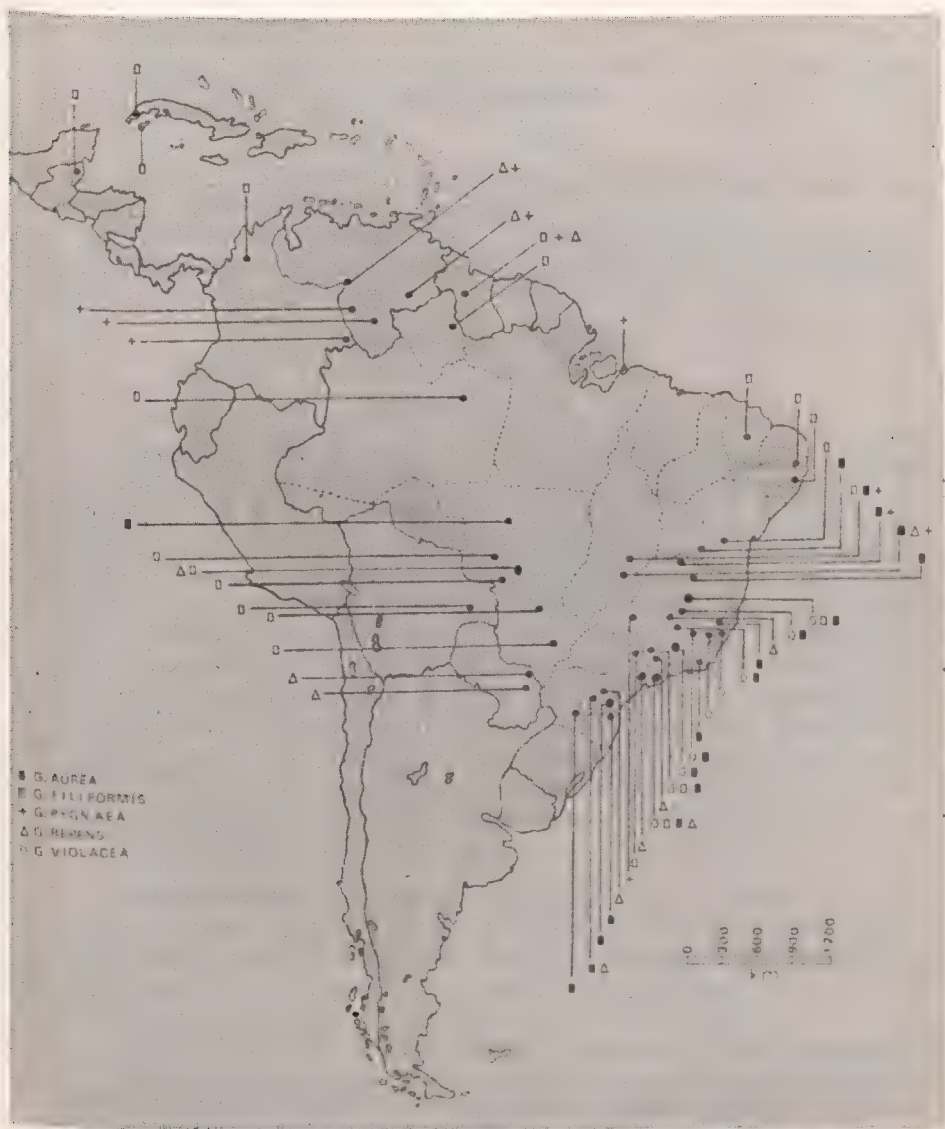 G. AUREA
G. FILIFORMIS
G. PYGMAEA
G. REPENS
G. VIOLACEA
0 300 600 900 1200
km